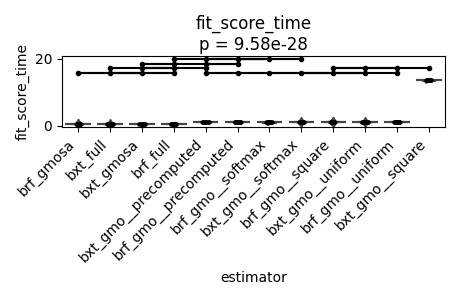 fit_score_time
p = 9.58e-28
fit_score_time
20
0
brf_gmosa
bxt_full
bxt_gmosa
brf_full
bxt_gmo__precomputed
brf_gmo__precomputed
brf_gmo__softmax
bxt_gmo__softmax
brf_gmo__square
bxt_gmo__uniform
brf_gmo__uniform
bxt_gmo__square
estimator